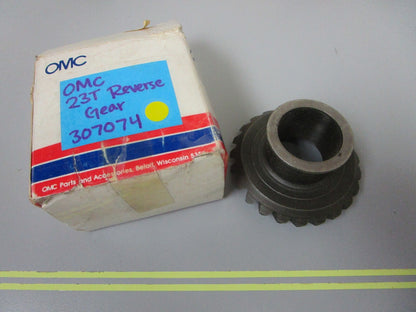 OMC
OMC
23T Reverse
Gear
307074
OMC Parts and Accessories, Beloit, Wisconsin